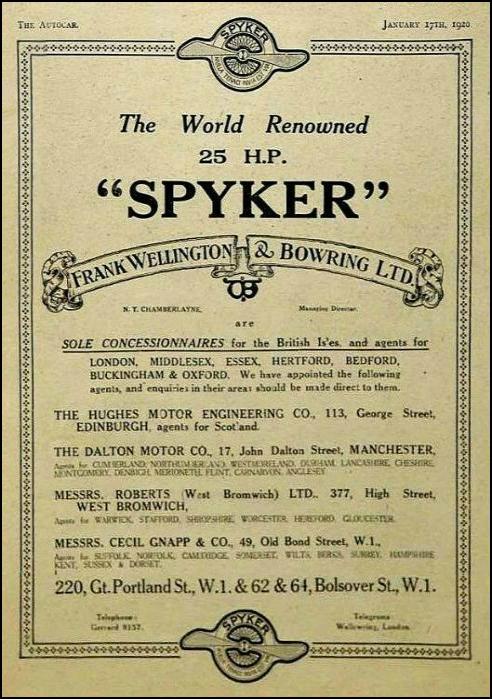 THE AUTOCAR.
JANUARY 17TH, 1920.
SPYKER
The World Renowned
25 H.P.
"SPYKER"
FRANK WELLINGTON & BOWRING LTD
N. T. CHAMBERLAYNE, Managing Director.
are
SOLE CONCESSIONNAIRES for the British Isles, and agents for
LONDON, MIDDLESEX, ESSEX, HERTFORD, BEDFORD,
BUCKINGHAM & OXFORD. We have appointed the following
agents, and enquiries in their areas should be made direct to them.
THE HUGHES MOTOR ENGINEERING CO., 113, George Street,
EDINBURGH, agents for Scotland.
THE DALTON MOTOR CO., 17, John Dalton Street, MANCHESTER,
Agents for CUMBERLAND, NORTHUMBERLAND, WESTMORELAND, DURHAM, LANCASHIRE, CHESHIRE,
MONTGOMERY, DENBIGH, MERIONETH, FLINT, CARNARVON, ANGLESEY
MESSRS. ROBERTS (West Bromwich) LTD.. 377, High Street,
WEST BROMWICH,
Agents for WARWICK, STAFFORD, SHROPSHIRE, WORCESTER, HEREFORD, GLOUCESTER.
MESSRS. CECIL GNAPP & CO., 49, Old Bond Street, W.1.,
Agents for SUFFOLK, NORFOLK, CAMBRIDGE, SOMERSET, WILTS, BERKS, SURREY, HAMPSHIRE
KENT, SUSSEX & DORSET.
220, Gt. Portland St., W.1. & 62 & 64, Bolsover St., W.1.
Telephone:
Gerrard 8157.
Telegrams:
Wellowring, London.
SPYKER